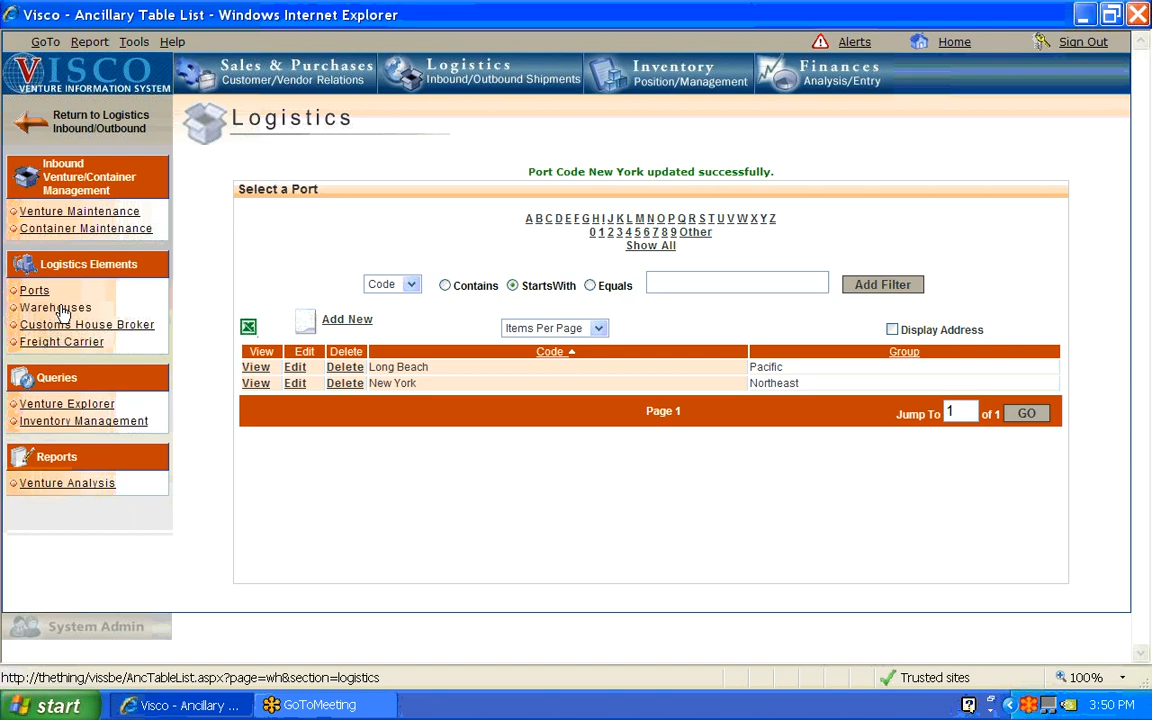 Visco - Ancillary Table List - Windows Internet Explorer
GoTo Report Tools Help
Alerts Home Sign Out
VISCO
VENTURE INFORMATION SYSTEM
Sales & Purchases
Customer/Vendor Relations
Logistics
Inbound/Outbound Shipments
Inventory
Position/Management
Finances
Analysis/Entry
Return to Logistics
Inbound/Outbound
Inbound
Venture/Container
Management
Venture Maintenance
Container Maintenance
Logistics Elements
Ports
Warehouses
Customs House Broker
Freight Carrier
Queries
Venture Explorer
Inventory Management
Reports
Venture Analysis
System Admin
Logistics
Port Code New York updated successfully.
Select a Port
A B C D E F G H I J K L M N O P Q R S T U V W X Y Z
0 1 2 3 4 5 6 7 8 9 Other
Show All
Code Contains StartsWith Equals Add Filter
Add New Items Per Page Display Address
View Edit Delete Code Group
View Edit Delete Long Beach Pacific
View Edit Delete New York Northeast
Page 1 Jump To 1 of 1 GO
http://thething/vissbe/AncTableList.aspx?page=wh&section=logistics Trusted sites 100%
start Visco - Ancillary ... GoToMeeting 3:50 PM